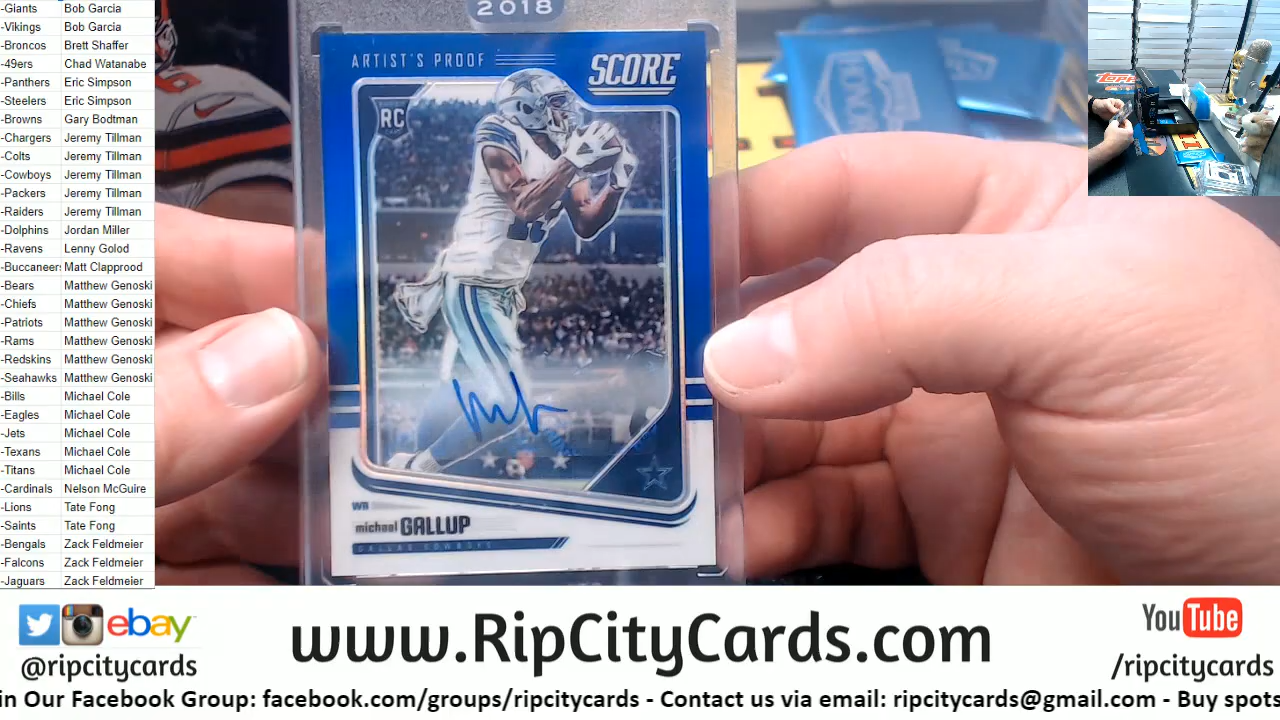 -Giants Bob Garcia
-Vikings Bob Garcia
-Broncos Brett Shaffer
-49ers Chad Watanabe
-Panthers Eric Simpson
-Steelers Eric Simpson
-Browns Gary Bodtman
-Chargers Jeremy Tillman
-Colts Jeremy Tillman
-Cowboys Jeremy Tillman
-Packers Jeremy Tillman
-Raiders Jeremy Tillman
-Dolphins Jordan Miller
-Ravens Lenny Golod
-Buccaneers Matt Clapprood
-Bears Matthew Genoski
-Chiefs Matthew Genoski
-Patriots Matthew Genoski
-Rams Matthew Genoski
-Redskins Matthew Genoski
-Seahawks Matthew Genoski
-Bills Michael Cole
-Eagles Michael Cole
-Jets Michael Cole
-Texans Michael Cole
-Titans Michael Cole
-Cardinals Nelson McGuire
-Lions Tate Fong
-Saints Tate Fong
-Bengals Zack Feldmeier
-Falcons Zack Feldmeier
-Jaguars Zack Feldmeier
2018
ARTIST'S PROOF
SCORE
RC
WR
michael GALLUP
DALLAS COWBOYS
Topps
ebay
@ripcitycards
www.RipCityCards.com
YouTube
/ripcitycards
in Our Facebook Group: facebook.com/groups/ripcitycards - Contact us via email: ripcitycards@gmail.com - Buy spots